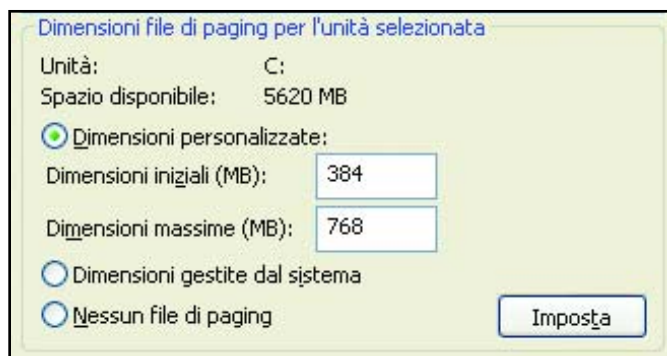 Dimensioni file di paging per l'unità selezionata
Unità: C:
Spazio disponibile: 5620 MB
Dimensioni personalizzate:
Dimensioni iniziali (MB): 384
Dimensioni massime (MB): 768
Dimensioni gestite dal sistema
Nessun file di paging
Imposta